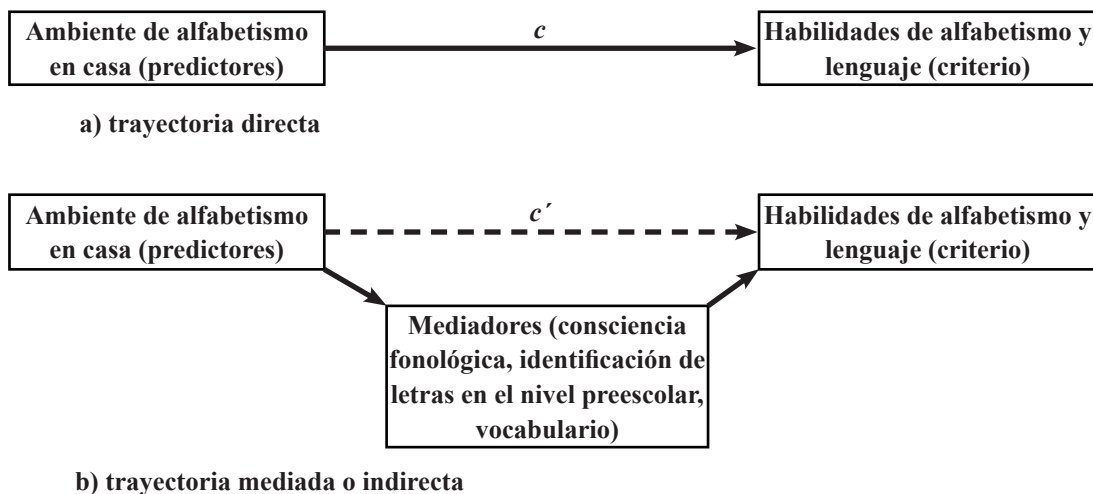 Ambiente de alfabetismo
en casa (predictores)
c
Habilidades de alfabetismo y
lenguaje (criterio)
a) trayectoria directa
Ambiente de alfabetismo
en casa (predictores)
c´
Habilidades de alfabetismo y
lenguaje (criterio)
Mediadores (consciencia
fonológica, identificación de
letras en el nivel preescolar,
vocabulario)
b) trayectoria mediada o indirecta